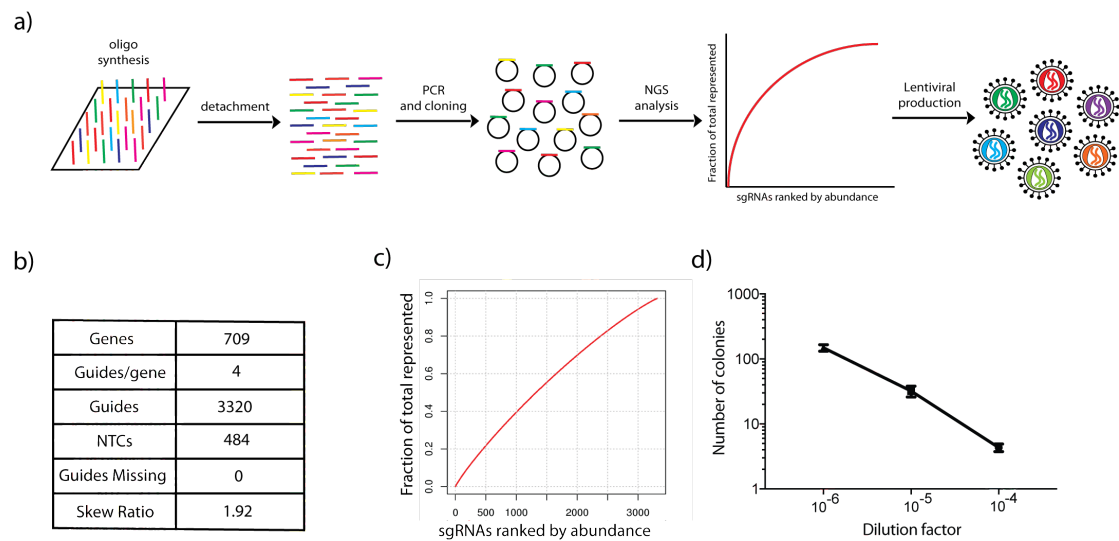 a)
oligo
synthesis
detachment
PCR
and cloning
NGS
analysis
Fraction of total represented
sgRNAs ranked by abundance
Lentiviral
production
b)
Genes 709
Guides/gene 4
Guides 3320
NTCs 484
Guides Missing 0
Skew Ratio 1.92
c)
Fraction of total represented
1.0
0.8
0.6
0.4
0.2
0.0
0 500 1000 2000 3000
sgRNAs ranked by abundance
d)
Number of colonies
1000
100
10
1
10-6 10-5 10-4
Dilution factor